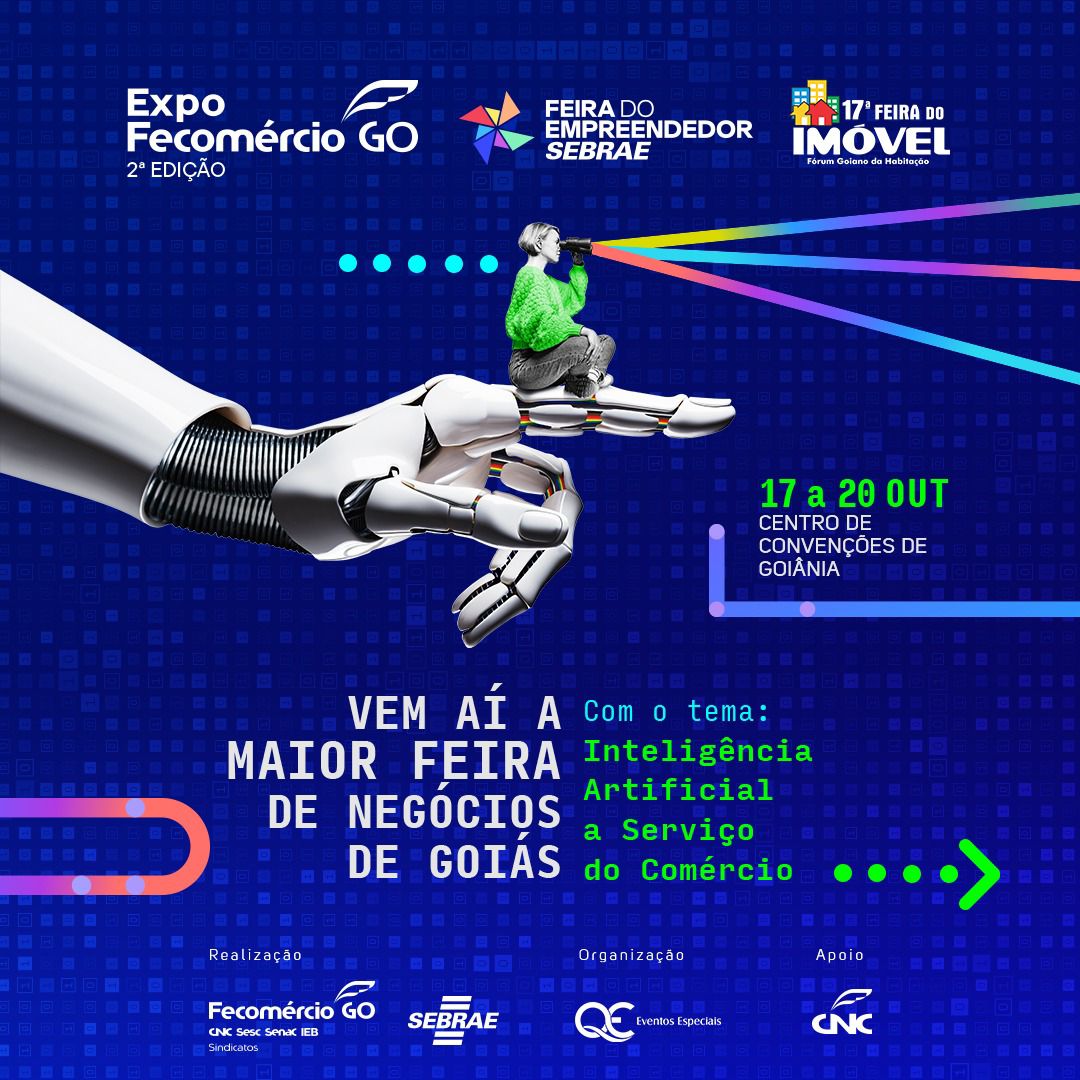 Expo
Fecomércio GO
2ª EDIÇÃO
FEIRA DO
EMPREENDEDOR
SEBRAE
17ª FEIRA DO
IMÓVEL
Fórum Goiano da Habitação
17 a 20 OUT
CENTRO DE
CONVENÇÕES DE
GOIÂNIA
VEM AÍ A
MAIOR FEIRA
DE NEGÓCIOS
DE GOIÁS
Com o tema:
Inteligência
Artificial
a Serviço
do Comércio
Realização
Fecomércio GO
CNC Sesc Senac IEB
Sindicatos
SEBRAE
Organização
QE Eventos Especiais
Apoio
CNC